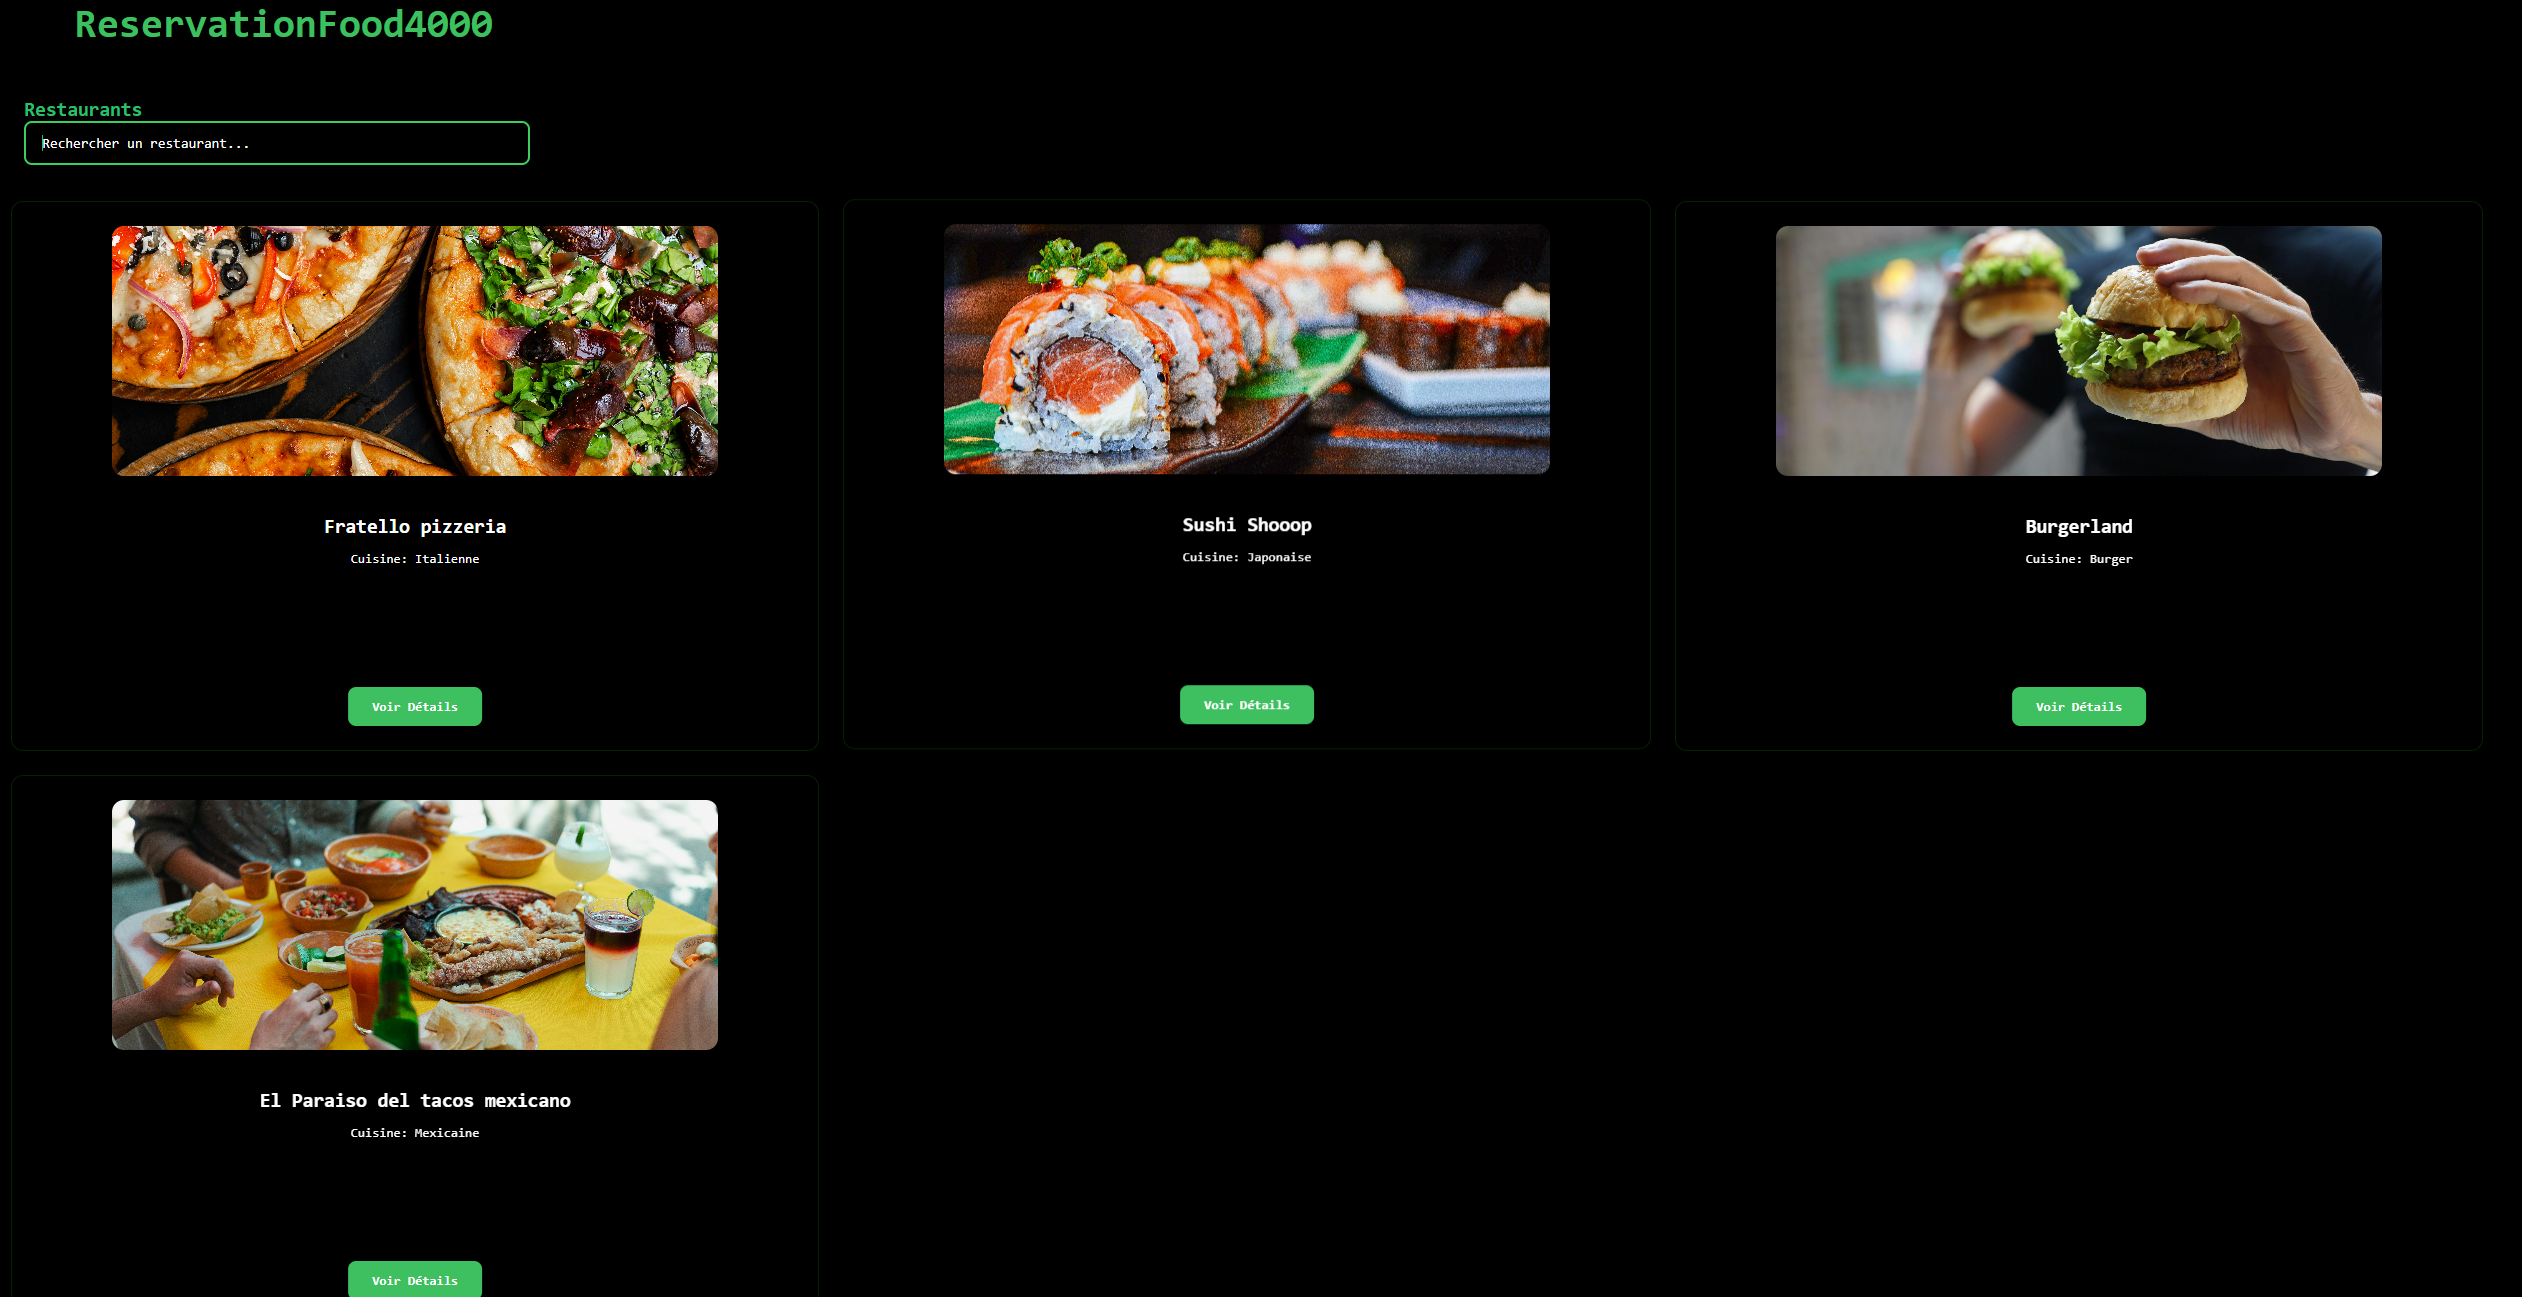 ReservationFood4000
Restaurants
Rechercher un restaurant...
Fratello pizzeria
Cuisine: Italienne
Voir Détails
Sushi Shooop
Cuisine: Japonaise
Voir Détails
Burgerland
Cuisine: Burger
Voir Détails
El Paraiso del tacos mexicano
Cuisine: Mexicaine
Voir Détails